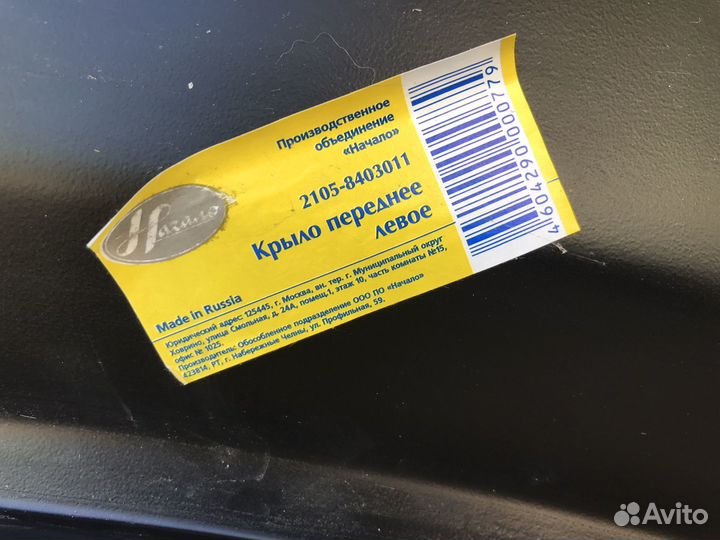 Начало
Производственное
объединение
«Начало»
2105-8403011
Крыло переднее
левое
Made in Russia
Юридический адрес: 125445, г. Москва, вн. тер. г. Муниципальный округ
Ховрино, улица Смольная, д. 24А, помещ.1, этаж 10, часть комнаты №15,
офис № 1025.
Производитель: Обособленное подразделение ООО ПО «Начало»
423814, РТ, г. Набережные Челны, ул. Профильная, 59.
4604290000779
Avito